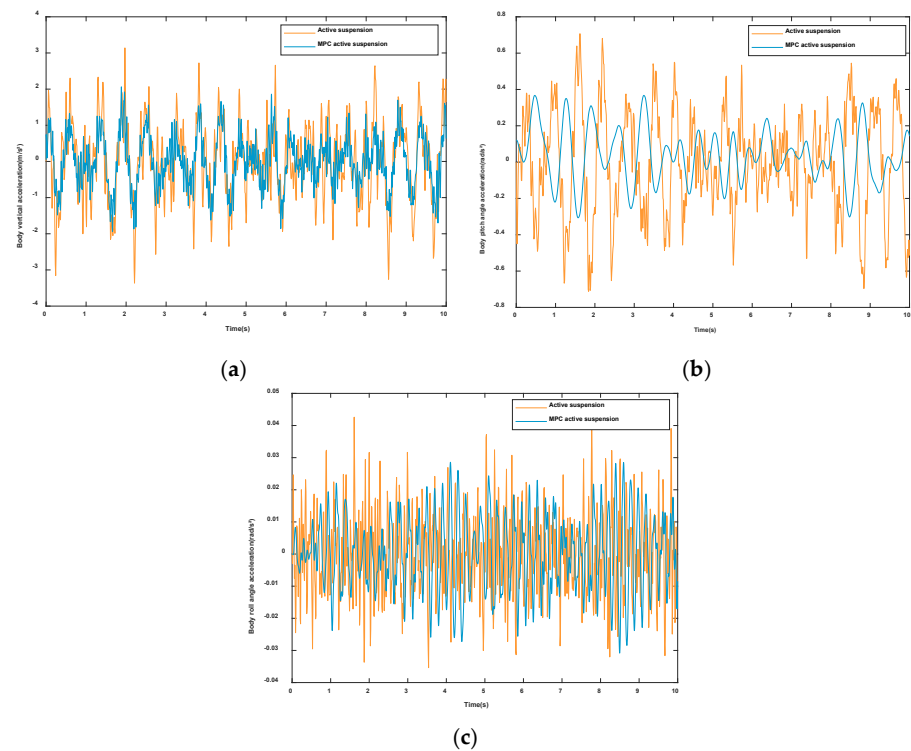 Active suspension
MPC active suspension
Body vertical acceleration(m/s²)
4
3
2
1
0
-1
-2
-3
-4
0 1 2 3 4 5 6 7 8 9 10
Time(s)
(a)
Active suspension
MPC active suspension
Body pitch angle acceleration(rad/s²)
0.8
0.6
0.4
0.2
0
-0.2
-0.4
-0.6
-0.8
0 1 2 3 4 5 6 7 8 9 10
Time(s)
(b)
Active suspension
MPC active suspension
Body roll angle acceleration(rad/s²)
0.05
0.04
0.03
0.02
0.01
0
-0.01
-0.02
-0.03
-0.04
0 1 2 3 4 5 6 7 8 9 10
Time(s)
(c)